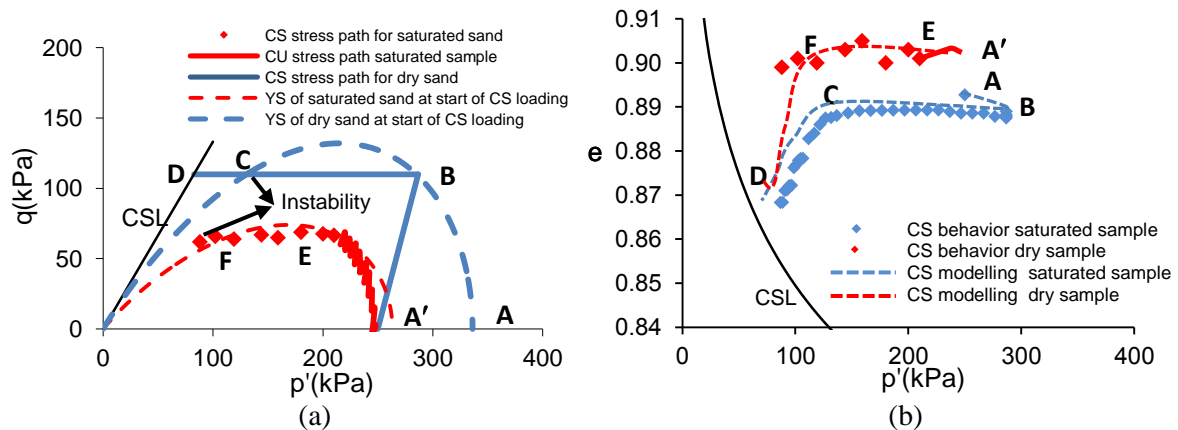 200
150
100
50
0
q(kPa)
CS stress path for saturated sand
CU stress path saturated sample
CS stress path for dry sand
YS of saturated sand at start of CS loading
YS of dry sand at start of CS loading
D
C
B
CSL
Instability
F
E
A′
A
0
100
200
300
400
p'(kPa)
(a)
0.91
0.90
0.89
0.88
0.87
0.86
0.85
0.84
e
F
E
A′
A
C
B
D
CSL
CS behavior saturated sample
CS behavior dry sample
CS modelling saturated sample
CS modelling dry sample
0
100
200
300
400
p'(kPa)
(b)